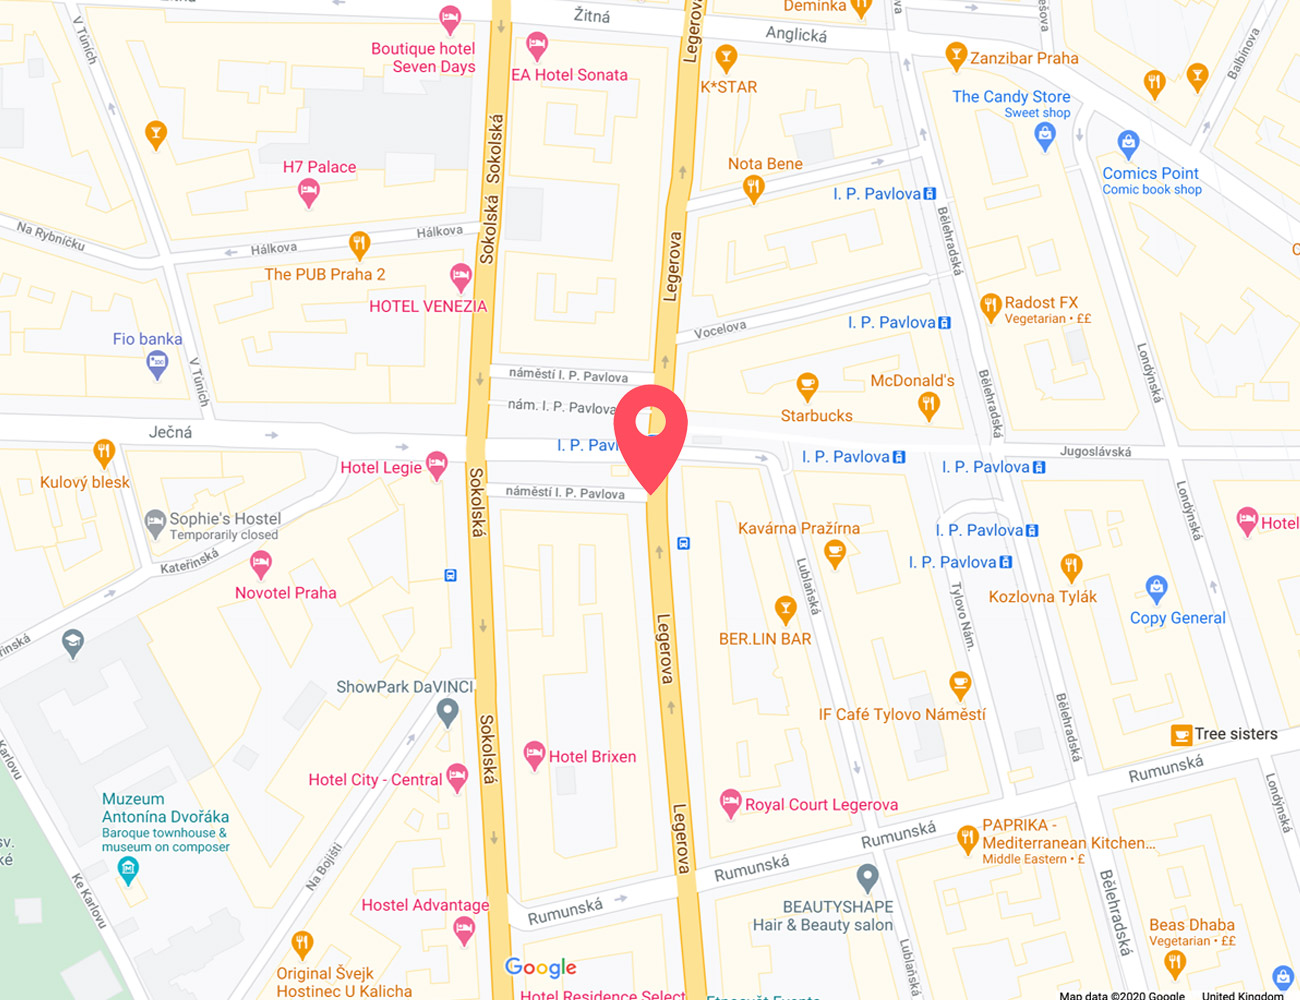 Žitná
Deminka
Anglická
Legerova
V Tůních
Balbínova
Boutique hotel
Seven Days
EA Hotel Sonata
K*STAR
Zanzibar Praha
The Candy Store
Sweet shop
Sokolská
H7 Palace
Nota Bene
Comics Point
Comic book shop
I. P. Pavlova
Sokolská
Na Rybníčku
Hálkova
Hálkova
The PUB Praha 2
HOTEL VENEZIA
Legerova
Bělehradská
Radost FX
Vegetarian • ££
Vocelova
I. P. Pavlova
Fio banka
V Tůních
náměstí I. P. Pavlova
nám. I. P. Pavlova
Starbucks
McDonald's
Bělehradská
Londýnská
Ječná
I. P. Pavl
I. P. Pavlova
I. P. Pavlova
Jugoslávská
Hotel Legie
Kulový blesk
Sokolská
náměstí I. P. Pavlova
Sophie's Hostel
Temporarily closed
Kateřinská
Novotel Praha
Kavárna Pražírna
I. P. Pavlova
I. P. Pavlova
Londýnská
Hotel
Lublaňská
Tylovo Nám.
Kozlovna Tylák
Copy General
BER.LIN BAR
Legerova
řinská
ShowPark DaVINCI
IF Café Tylovo Náměstí
Bělehradská
Tree sisters
Sokolská
Hotel Brixen
Hotel City - Central
Karlovu
Rumunská
Londýnská
Muzeum
Antonína Dvořáka
Baroque townhouse &
museum on composer
Royal Court Legerova
Legerova
Rumunská
PAPRIKA -
Mediterranean Kitchen…
Middle Eastern • £
sv.
ké
Na Bojišti
Ke Karlovu
Rumunská
Rumunská
Hostel Advantage
BEAUTYSHAPE
Hair & Beauty salon
Bělehradská
Beas Dhaba
Vegetarian • ££
Lublaňská
Original Švejk
Hostinec U Kalicha
Google
Hotel Residence Select
Map data ©2020 Google
United Kingdom